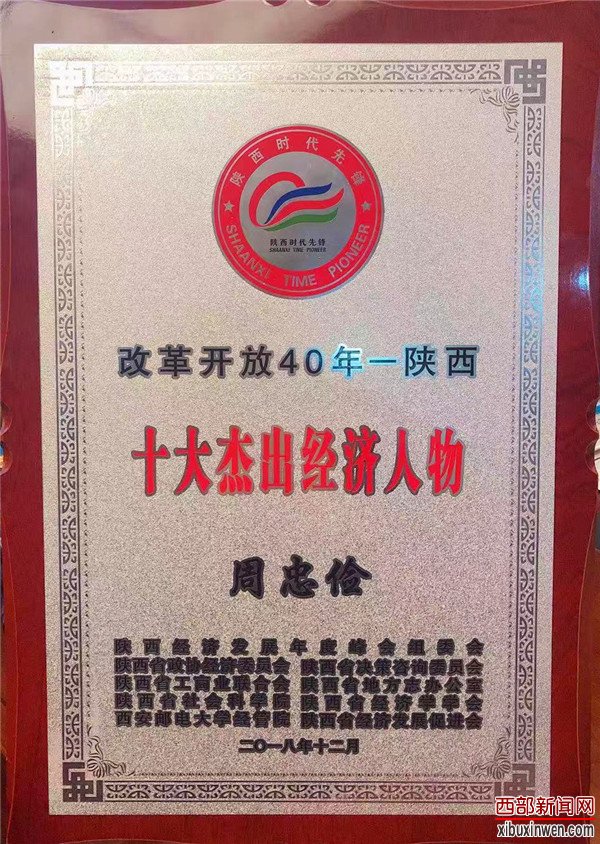 陕西时代先锋
陕西时代先锋
SHAANXI TIME PIONEER
SHAANXI TIME PIONEER
改革开放40年—陕西
十大杰出经济人物
周忠俭
陕西经济发展年度峰会组委会
陕西省政协经济委员会 陕西省决策咨询委员会
陕西省工商业联合会 陕西省地方志办公室
陕西省社会科学院 陕西省经济学学会
西安邮电大学经管院 陕西省经济发展促进会
二〇一八年十二月
西部新闻网
xibuxinwen.com